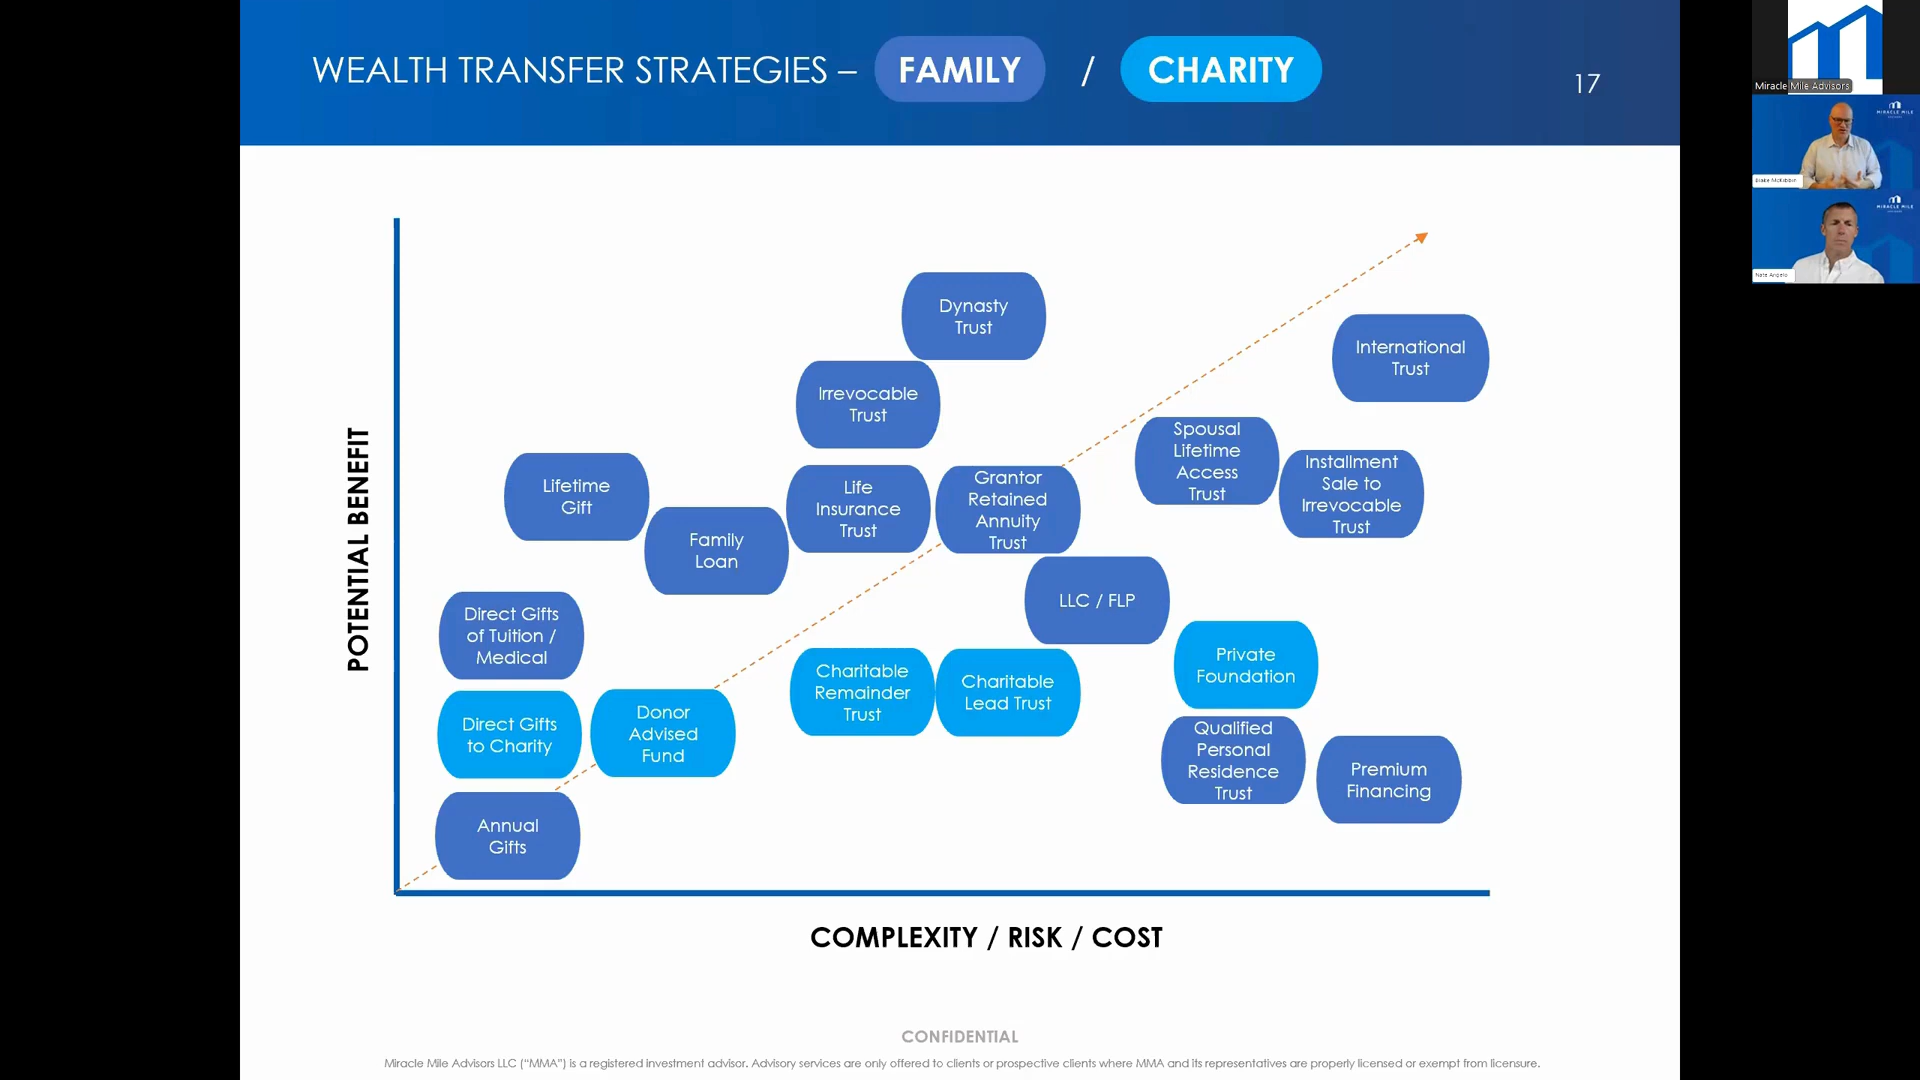 WEALTH TRANSFER STRATEGIES – FAMILY / CHARITY
17
Miracle Mile Advisors
MIRACLE MILE
MIRACLE MILE
POTENTIAL BENEFIT
Dynasty
Trust
International
Trust
Irrevocable
Trust
Spousal
Lifetime
Access
Trust
Installment
Sale to
Irrevocable
Trust
Lifetime
Gift
Life
Insurance
Trust
Grantor
Retained
Annuity
Trust
Family
Loan
LLC / FLP
Direct Gifts
of Tuition /
Medical
Private
Foundation
Charitable
Remainder
Trust
Charitable
Lead Trust
Direct Gifts
to Charity
Donor
Advised
Fund
Qualified
Personal
Residence
Trust
Premium
Financing
Annual
Gifts
COMPLEXITY / RISK / COST
CONFIDENTIAL
Miracle Mile Advisors LLC (“MMA”) is a registered investment advisor. Advisory services are only offered to clients or prospective clients where MMA and its representatives are properly licensed or exempt from licensure.